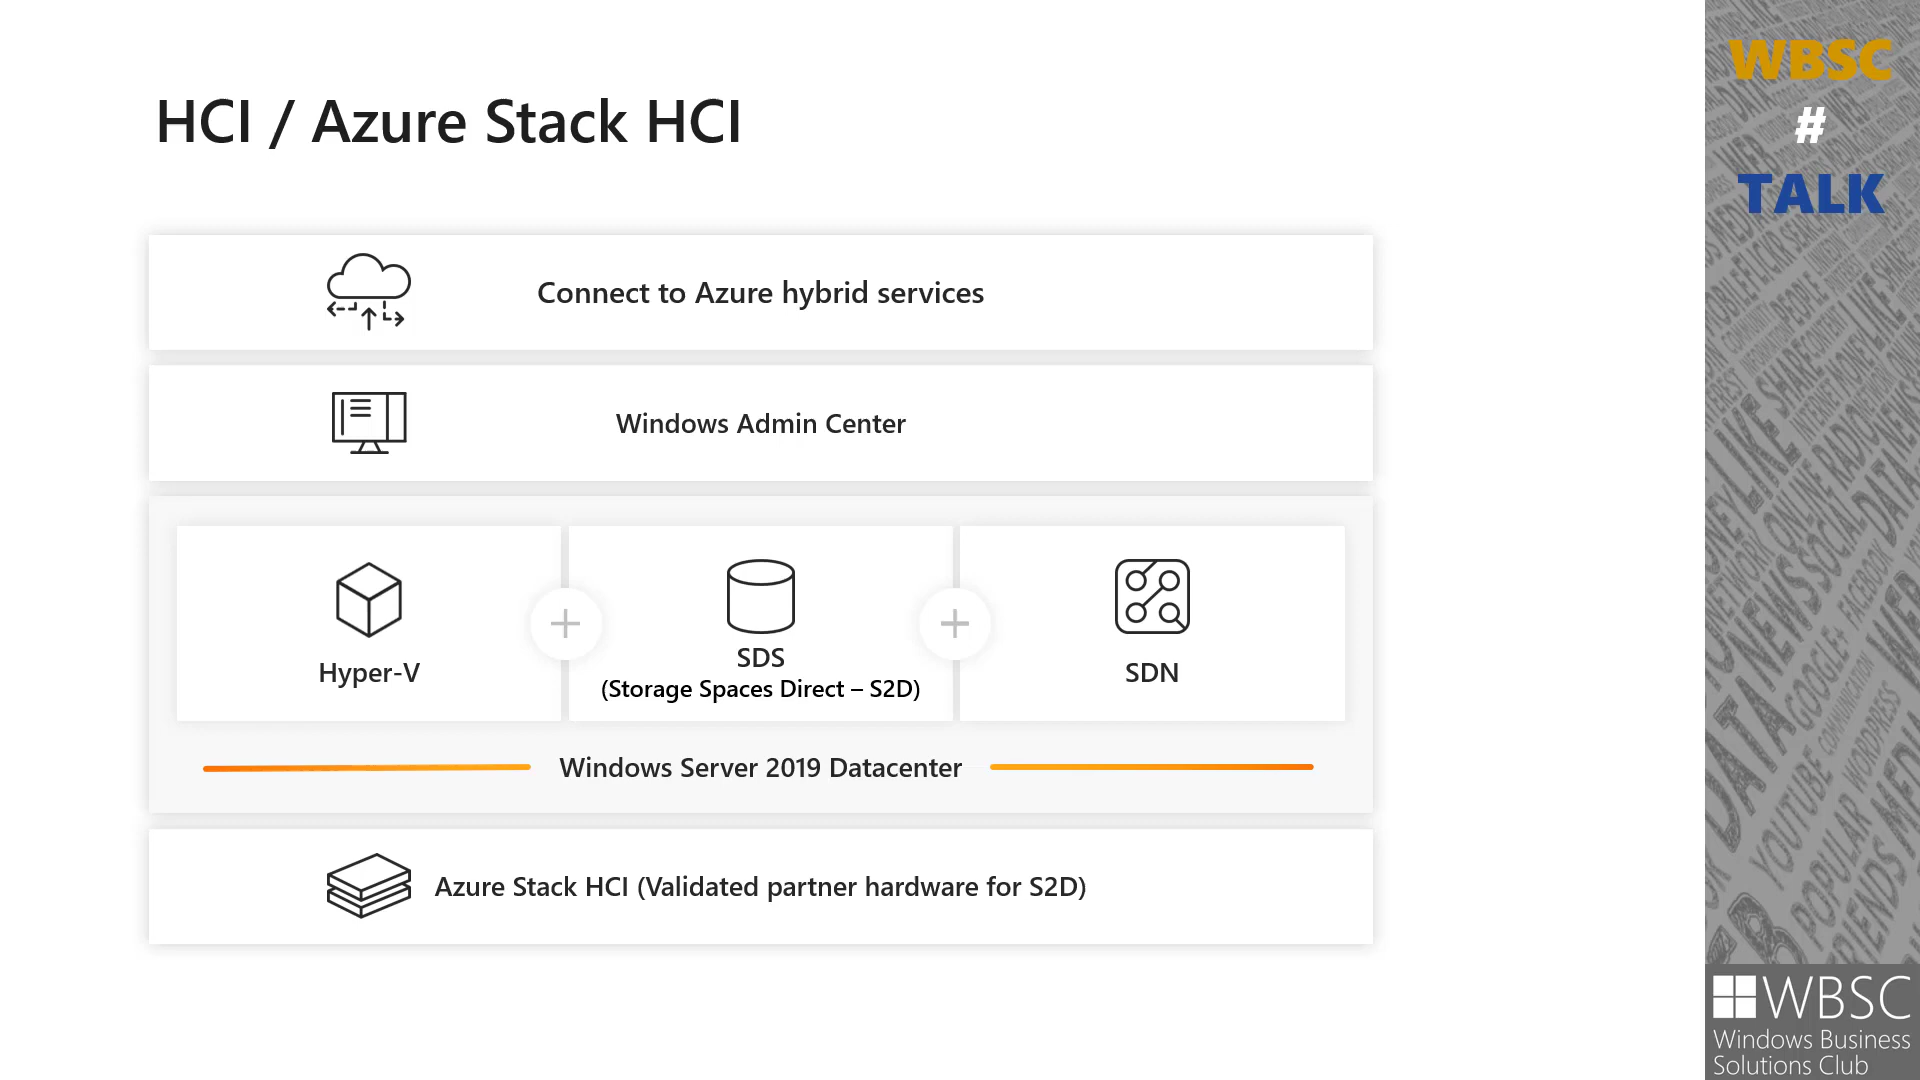 HCI / Azure Stack HCI
Connect to Azure hybrid services
Windows Admin Center
Hyper-V
SDS
(Storage Spaces Direct – S2D)
SDN
Windows Server 2019 Datacenter
Azure Stack HCI (Validated partner hardware for S2D)
WBSC
#
TALK
WBSC
Windows Business
Solutions Club